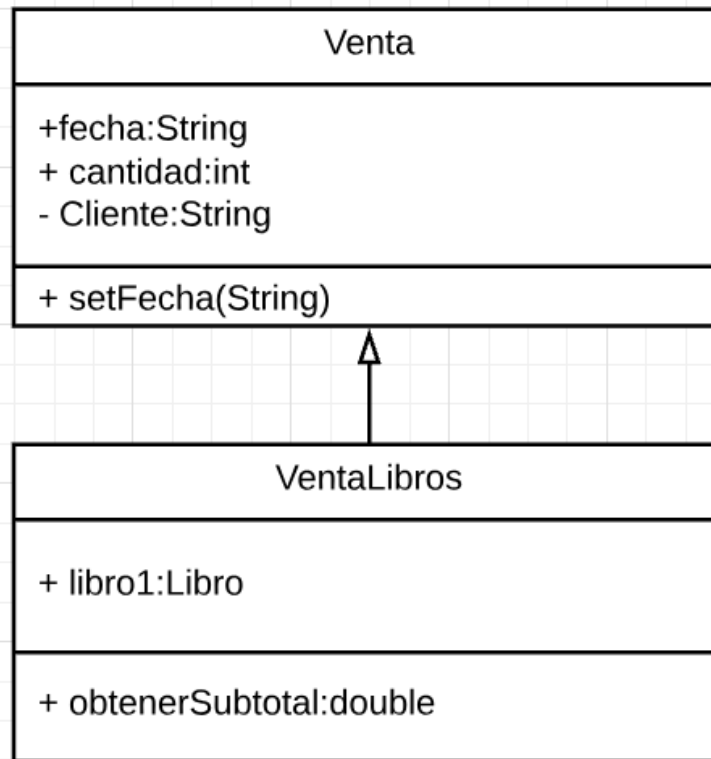 Venta
+fecha:String
+ cantidad:int
- Cliente:String
+ setFecha(String)
VentaLibros
+ libro1:Libro
+ obtenerSubtotal:double